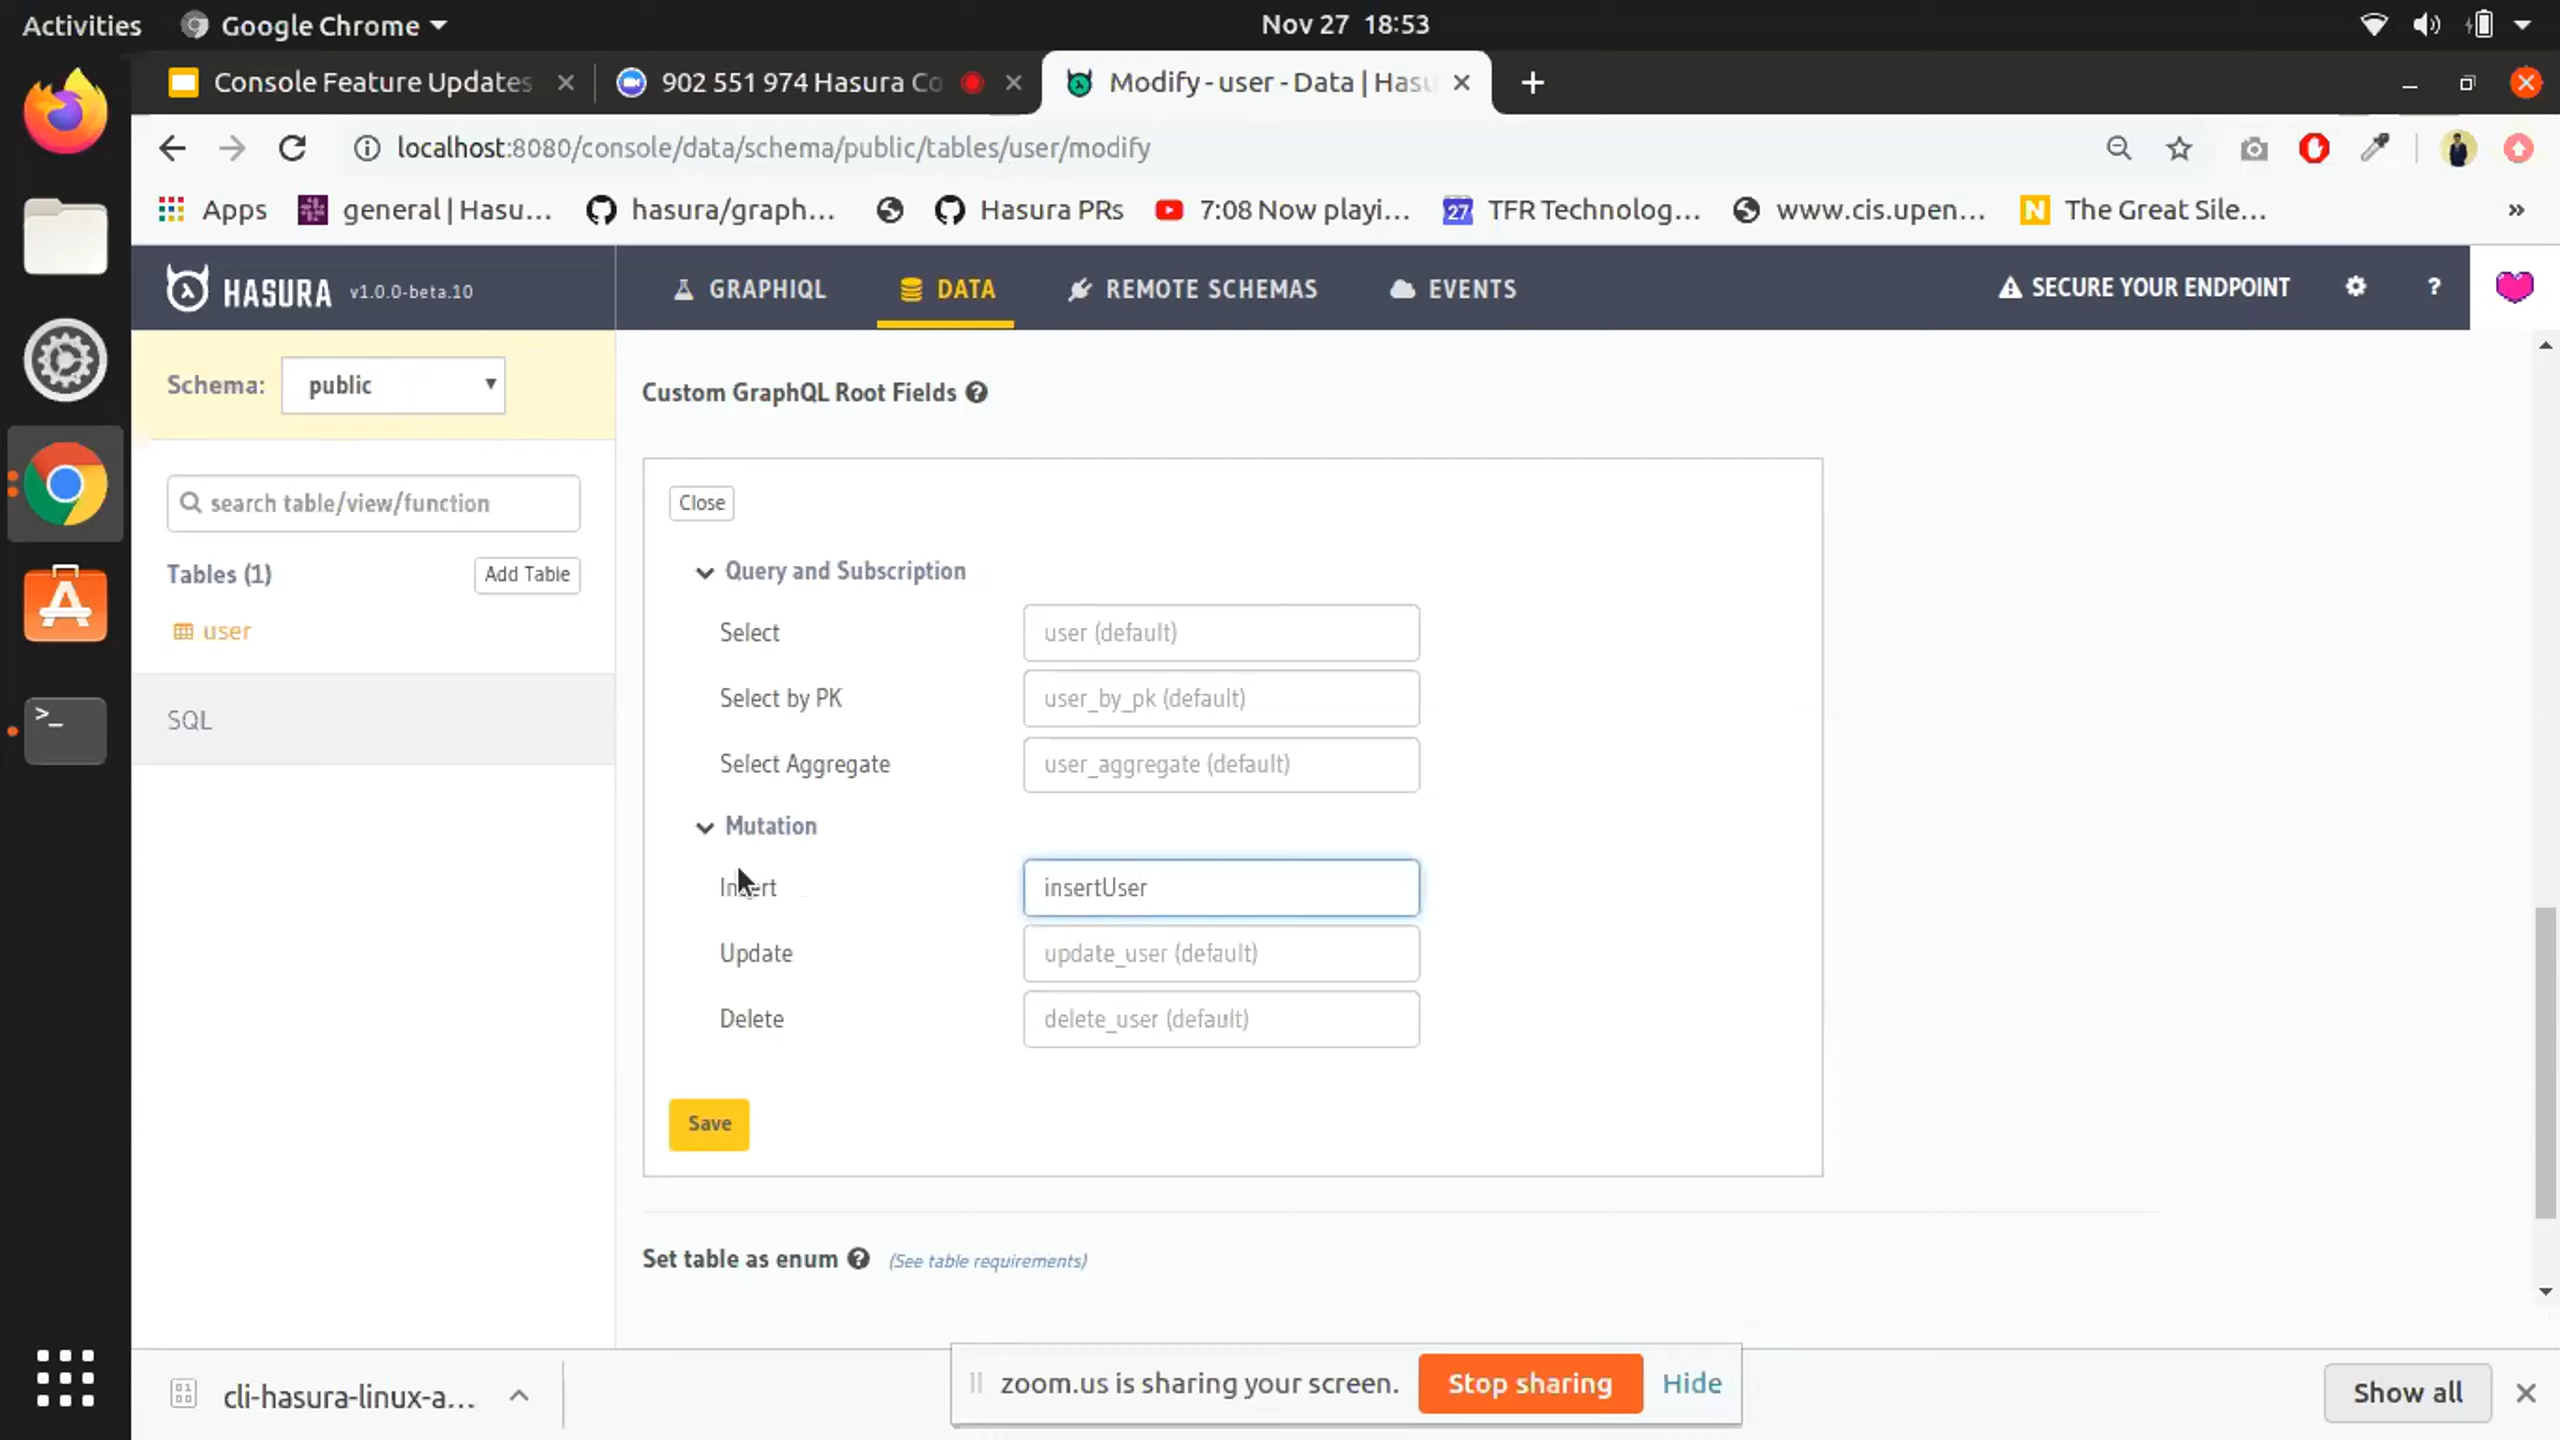 Activities
Google Chrome
Nov 27 18:53
Console Feature Updates
902 551 974 Hasura Co
Modify - user - Data | Hasu
localhost:8080/console/data/schema/public/tables/user/modify
Apps
general | Hasu...
hasura/graph...
Hasura PRs
7:08 Now playi...
27
TFR Technolog...
www.cis.upen...
N
The Great Sile...
»
HASURA
v1.0.0-beta.10
GRAPHIQL
DATA
REMOTE SCHEMAS
EVENTS
SECURE YOUR ENDPOINT
?
Schema:
public
search table/view/function
Tables (1)
Add Table
user
SQL
Custom GraphQL Root Fields ?
Close
Query and Subscription
Select
user (default)
Select by PK
user_by_pk (default)
Select Aggregate
user_aggregate (default)
Mutation
Insert
insertUser
Update
update_user (default)
Delete
delete_user (default)
Save
Set table as enum ? (See table requirements)
cli-hasura-linux-a...
zoom.us is sharing your screen.
Stop sharing
Hide
Show all